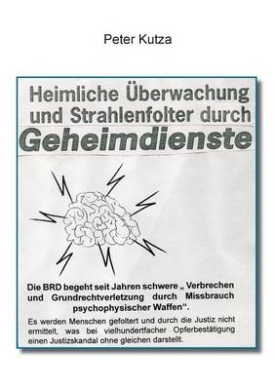 Peter Kutza
Heimliche Überwachung
und Strahlenfolter durch
Geheimdienste
Die BRD begeht seit Jahren schwere „ Verbrechen
und Grundrechtverletzung durch Missbrauch
psychophysischer Waffen“.
Es werden Menschen gefoltert und durch die Justiz nicht
ermittelt, was bei vielhundertfacher Opferbestätigung
einen Justizskandal ohne gleichen darstellt.